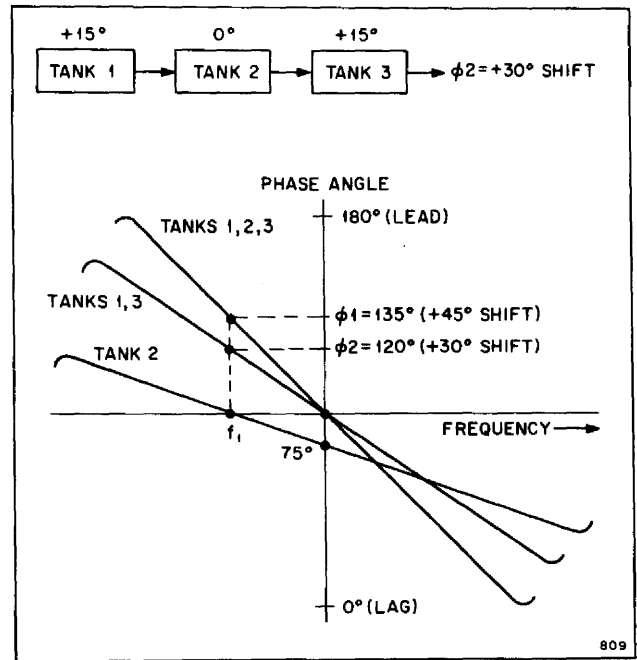 +15° 0° +15°
TANK 1 TANK 2 TANK 3 ϕ2=+30° SHIFT
PHASE ANGLE
180° (LEAD)
TANKS 1,2,3
TANKS 1,3
ϕ1=135° (+45° SHIFT)
ϕ2=120° (+30° SHIFT)
TANK 2
f₁
75°
FREQUENCY
0° (LAG)
809